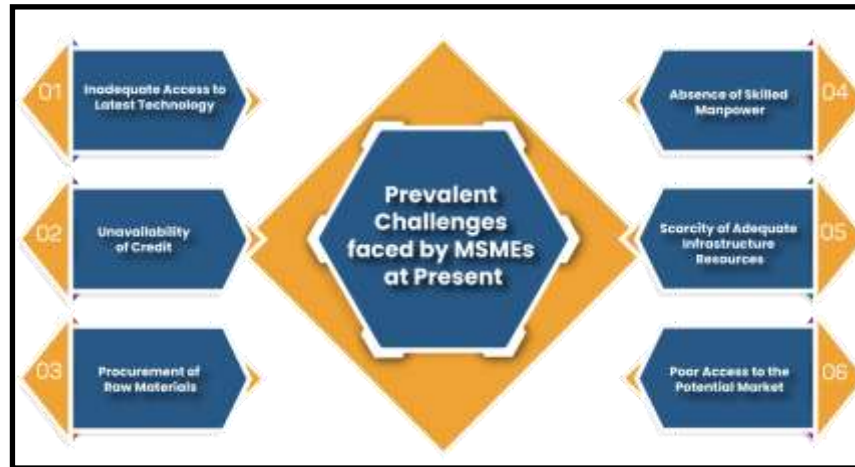 01
Inadequate Access to
Latest Technology
02
Unavailability
of Credit
03
Procurement of
Raw Materials
Prevalent
Challenges
faced by MSMEs
at Present
Absence of Skilled
Manpower
04
Scarcity of Adequate
Infrastructure
Resources
05
Poor Access to the
Potential Market
06